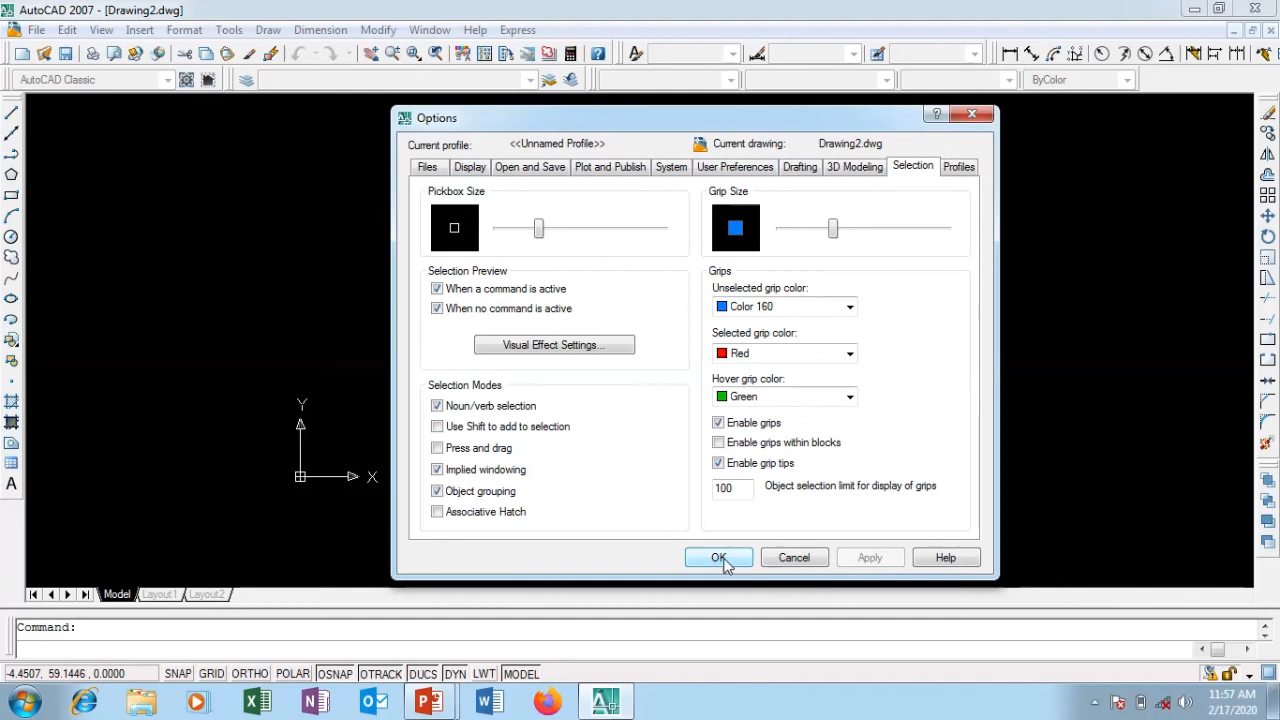 AutoCAD 2007 - [Drawing2.dwg]
File Edit View Insert Format Tools Draw Dimension Modify Window Help Express
AutoCAD Classic
ByColor
Options
Current profile: <<Unnamed Profile>> Current drawing: Drawing2.dwg
Files Display Open and Save Plot and Publish System User Preferences Drafting 3D Modeling Selection Profiles
Pickbox Size
Selection Preview
When a command is active
When no command is active
Visual Effect Settings...
Selection Modes
Noun/verb selection
Use Shift to add to selection
Press and drag
Implied windowing
Object grouping
Associative Hatch
Grip Size
Grips
Unselected grip color:
Color 160
Selected grip color:
Red
Hover grip color:
Green
Enable grips
Enable grips within blocks
Enable grip tips
100 Object selection limit for display of grips
OK Cancel Apply Help
Y
X
A
Model Layout1 Layout2
Command:
-4.4507, 59.1446 , 0.0000 SNAP GRID ORTHO POLAR OSNAP OTRACK DUCS DYN LWT MODEL
11:57 AM
2/17/2020